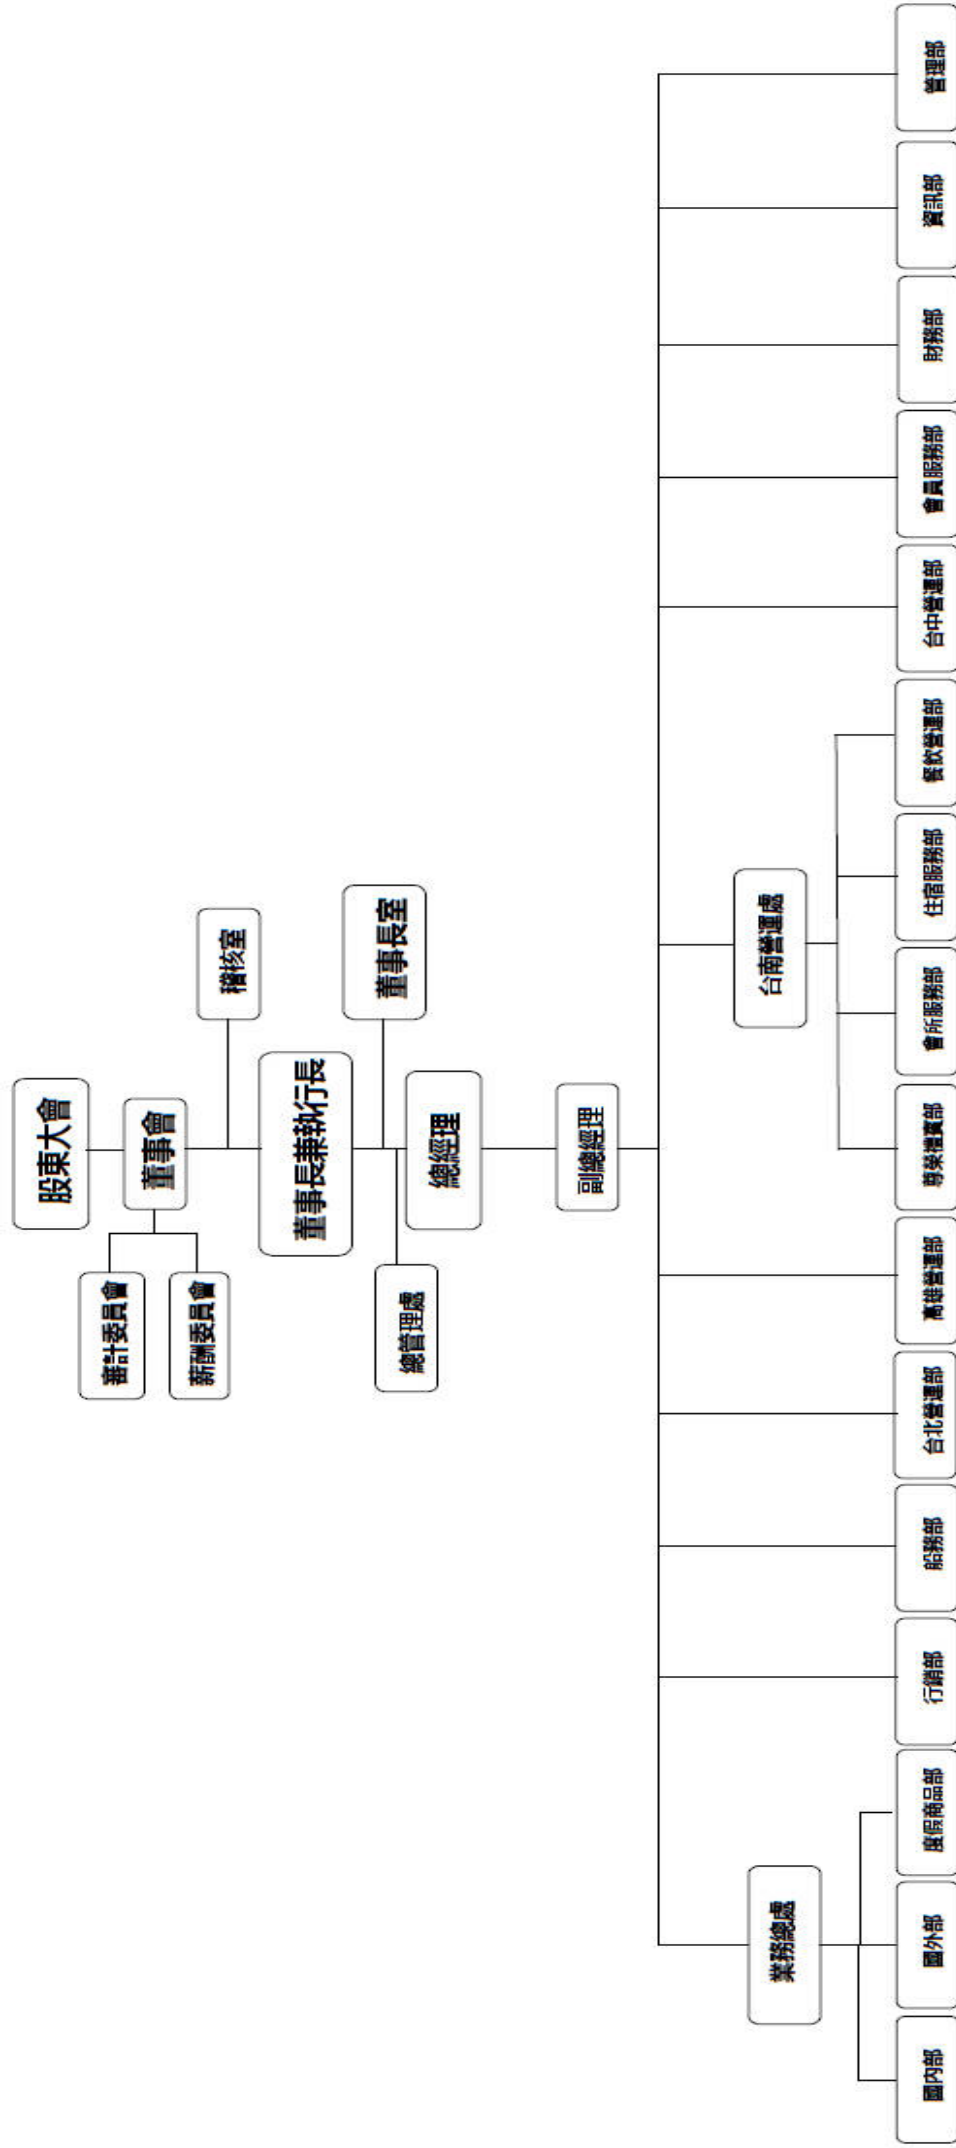 股東大會
董事會
審計委員會
薪酬委員會
稽核室
董事長兼執行長
董事長室
總管理處
總經理
副總經理
業務總處
台南營運處
國內部
國外部
度假商品部
行銷部
船務部
台北營運部
高雄營運部
尊榮禮賓部
會所服務部
住宿服務部
餐飲營運部
台中營運部
會員服務部
財務部
資訊部
管理部